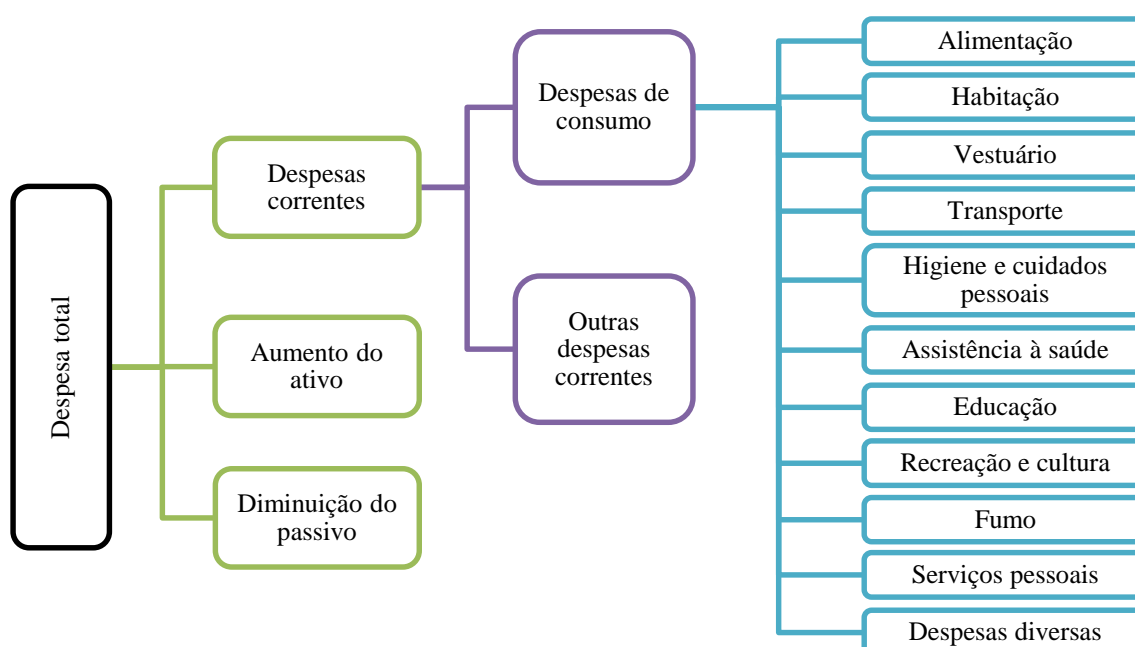 Despesa total
Despesas
correntes
Aumento do
ativo
Diminuição do
passivo
Despesas de
consumo
Outras
despesas
correntes
Alimentação
Habitação
Vestuário
Transporte
Higiene e cuidados
pessoais
Assistência à saúde
Educação
Recreação e cultura
Fumo
Serviços pessoais
Despesas diversas